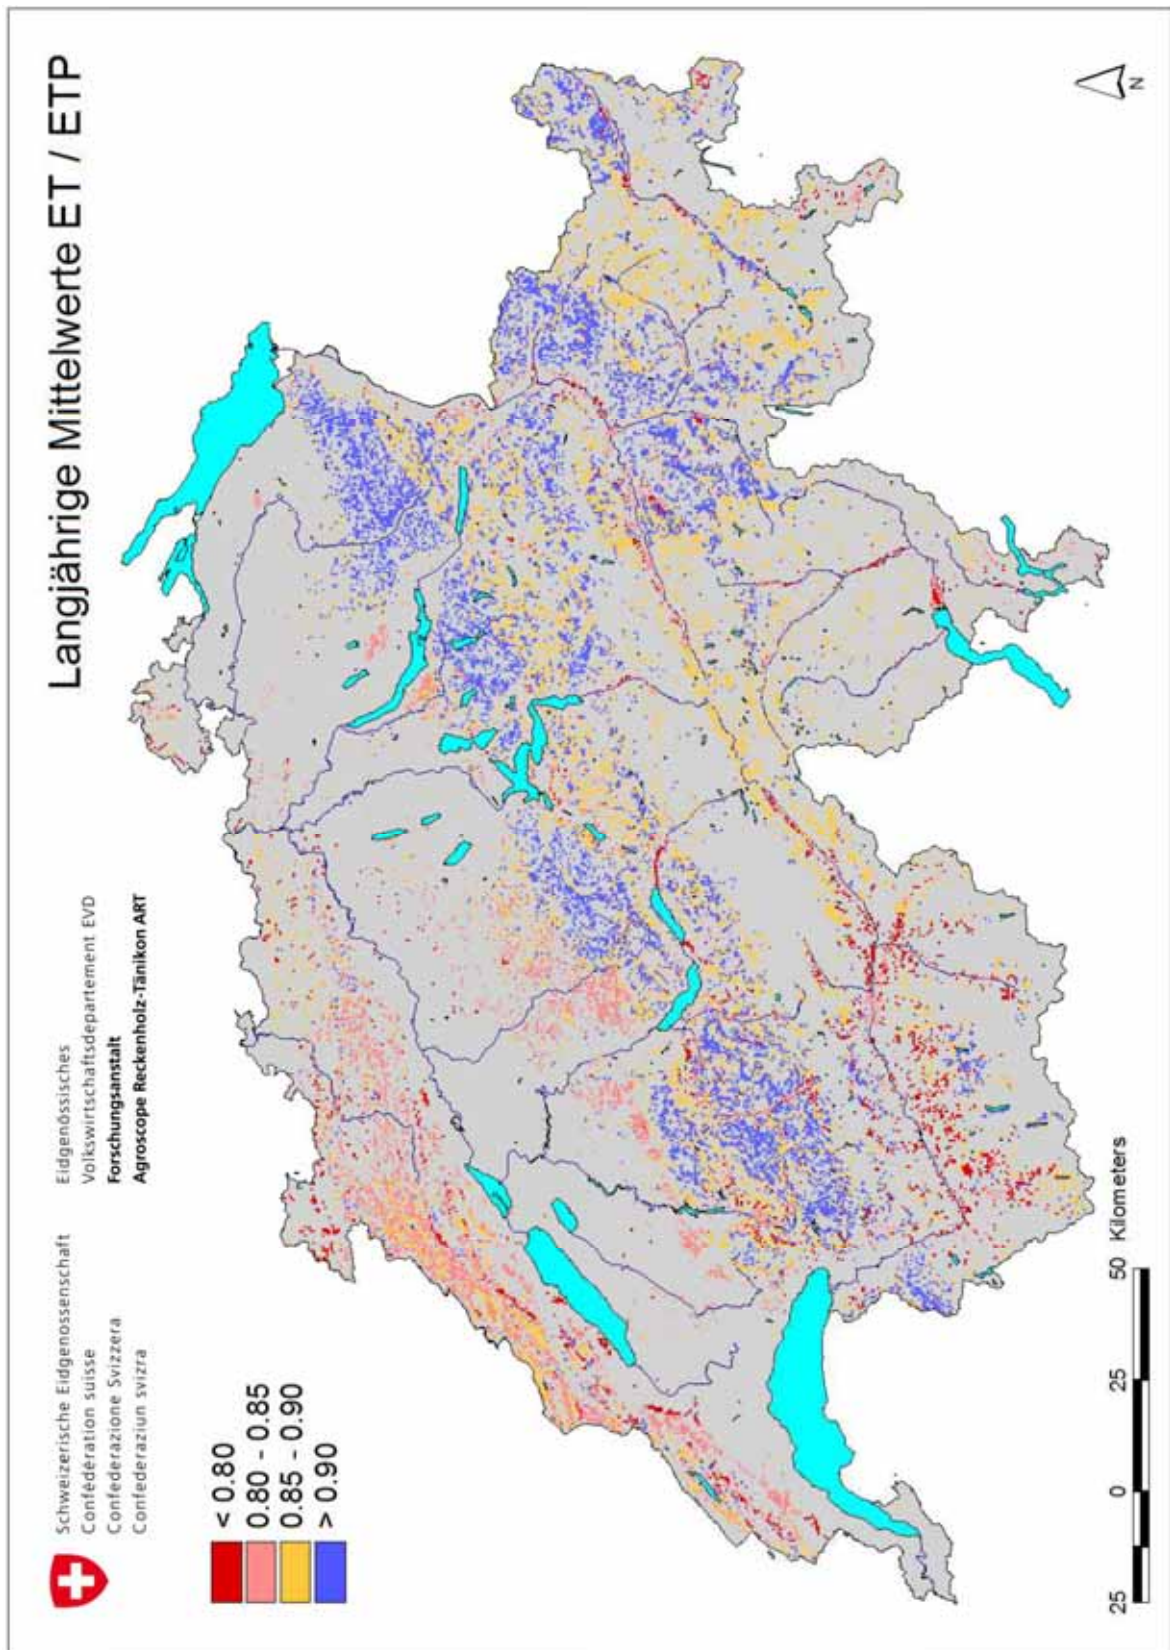 Schweizerische Eidgenossenschaft
Confédération suisse
Confederazione Svizzera
Confederaziun svizra
Eidgenössisches
Volkswirtschaftsdepartement EVD
Forschungsanstalt
Agroscope Reckenholz-Tänikon ART
Langjährige Mittelwerte ET / ETP
< 0.80
0.80 - 0.85
0.85 - 0.90
> 0.90
25 0 25 50 Kilometers
N